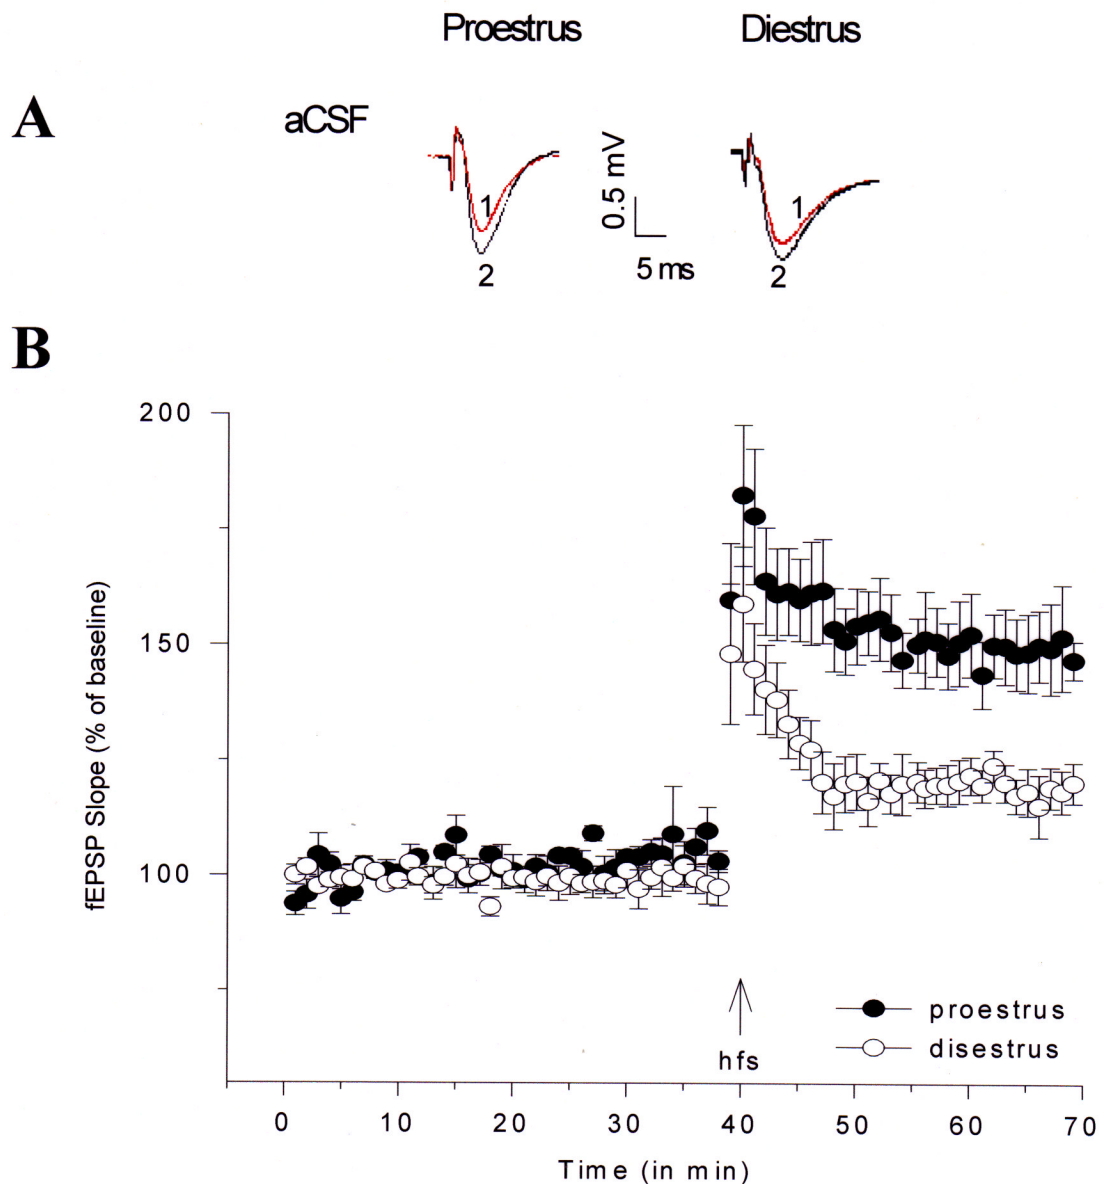 Proestrus Diestrus
A
aCSF
1
2
0.5 mV
5 ms
1
2
B
fEPSP Slope (% of baseline)
200
150
100
hfs
proestrus
disestrus
0 10 20 30 40 50 60 70
Time (in min)